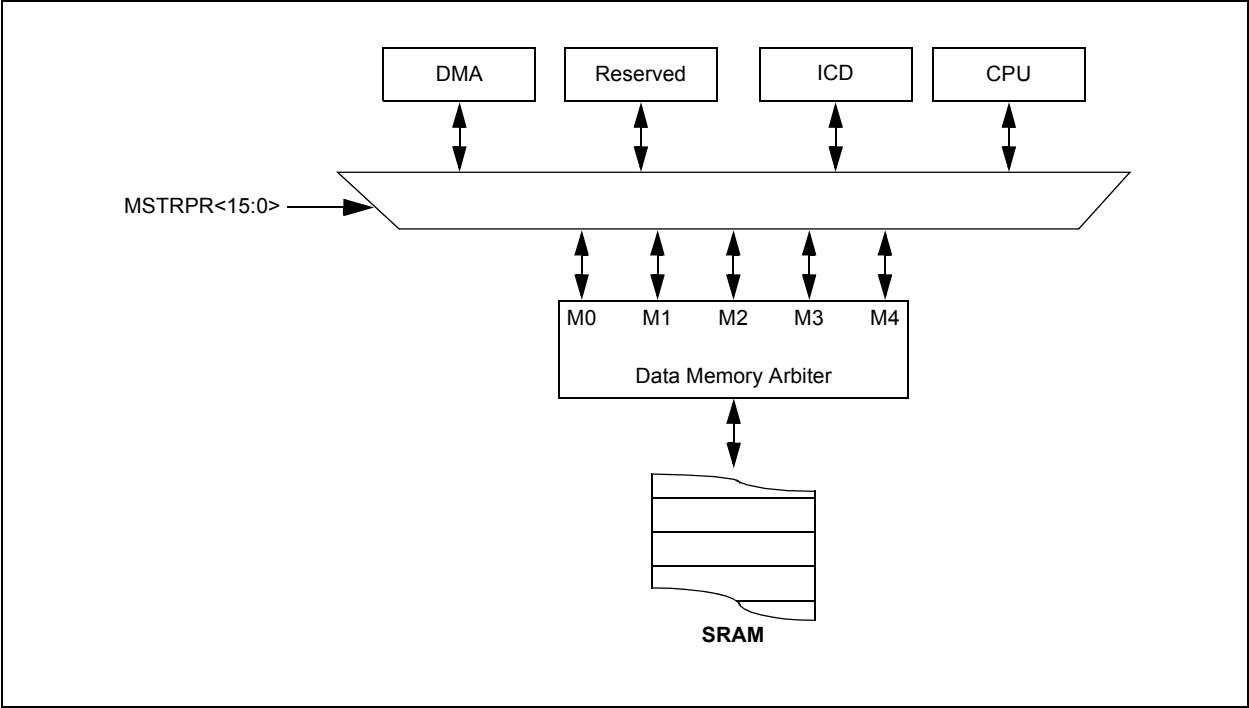 DMA
Reserved
ICD
CPU
MSTRPR<15:0>
M0 M1 M2 M3 M4
Data Memory Arbiter
SRAM